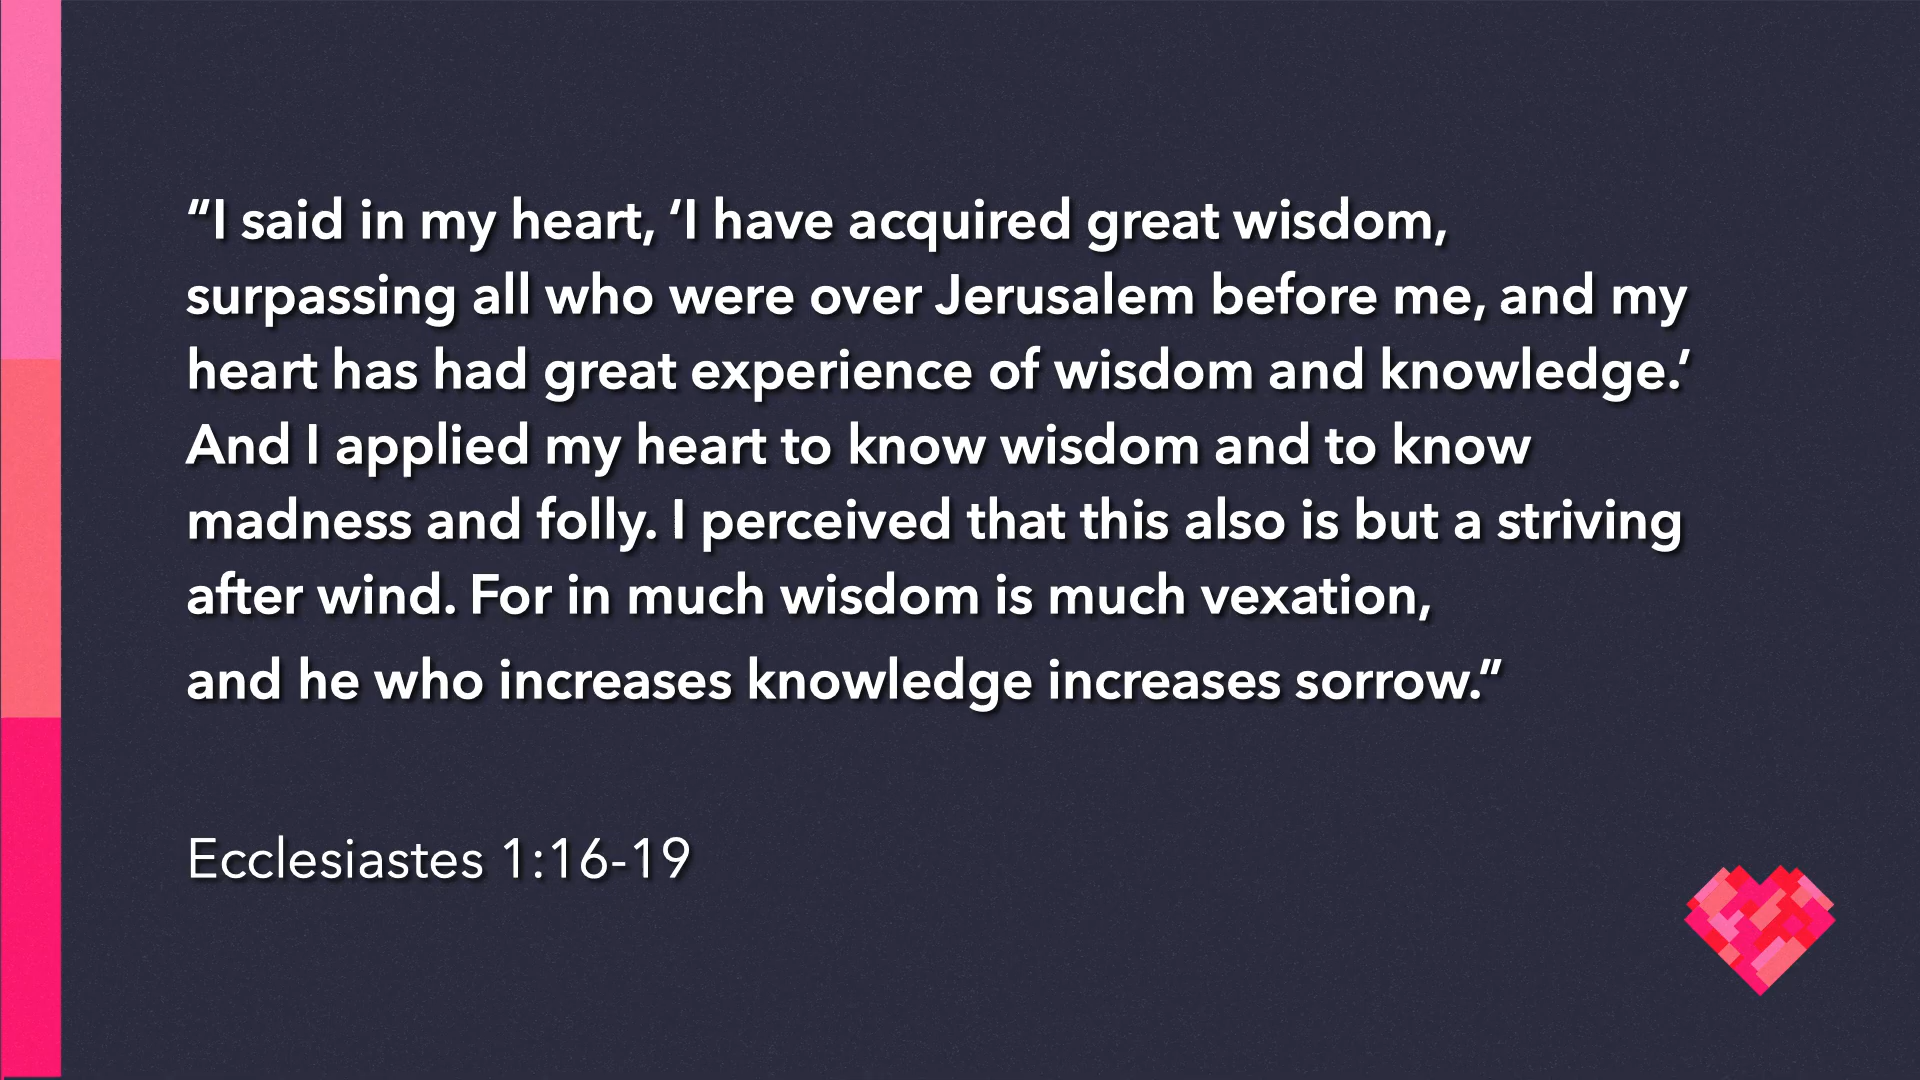 “I said in my heart, ‘I have acquired great wisdom,
surpassing all who were over Jerusalem before me, and my
heart has had great experience of wisdom and knowledge.’
And I applied my heart to know wisdom and to know
madness and folly. I perceived that this also is but a striving
after wind. For in much wisdom is much vexation,
and he who increases knowledge increases sorrow.”
Ecclesiastes 1:16-19